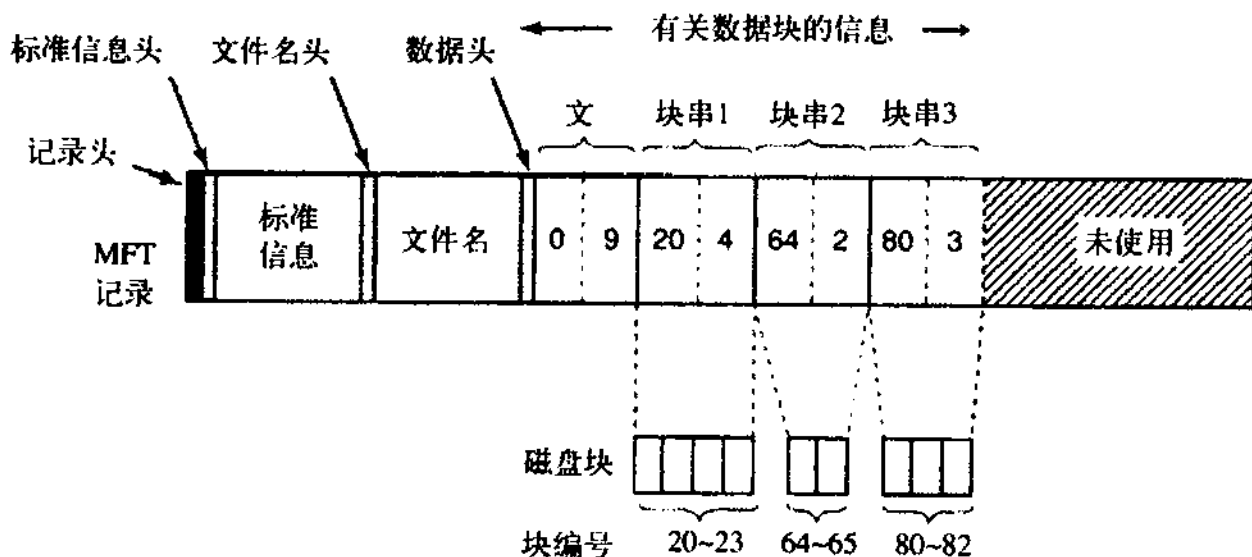 有关数据块的信息
标准信息头 文件名头 数据头
文 块串1 块串2 块串3
记录头
MFT
记录
标准
信息
文件名
0 9 20 4 64 2 80 3
未使用
磁盘块
块编号 20~23 64~65 80~82